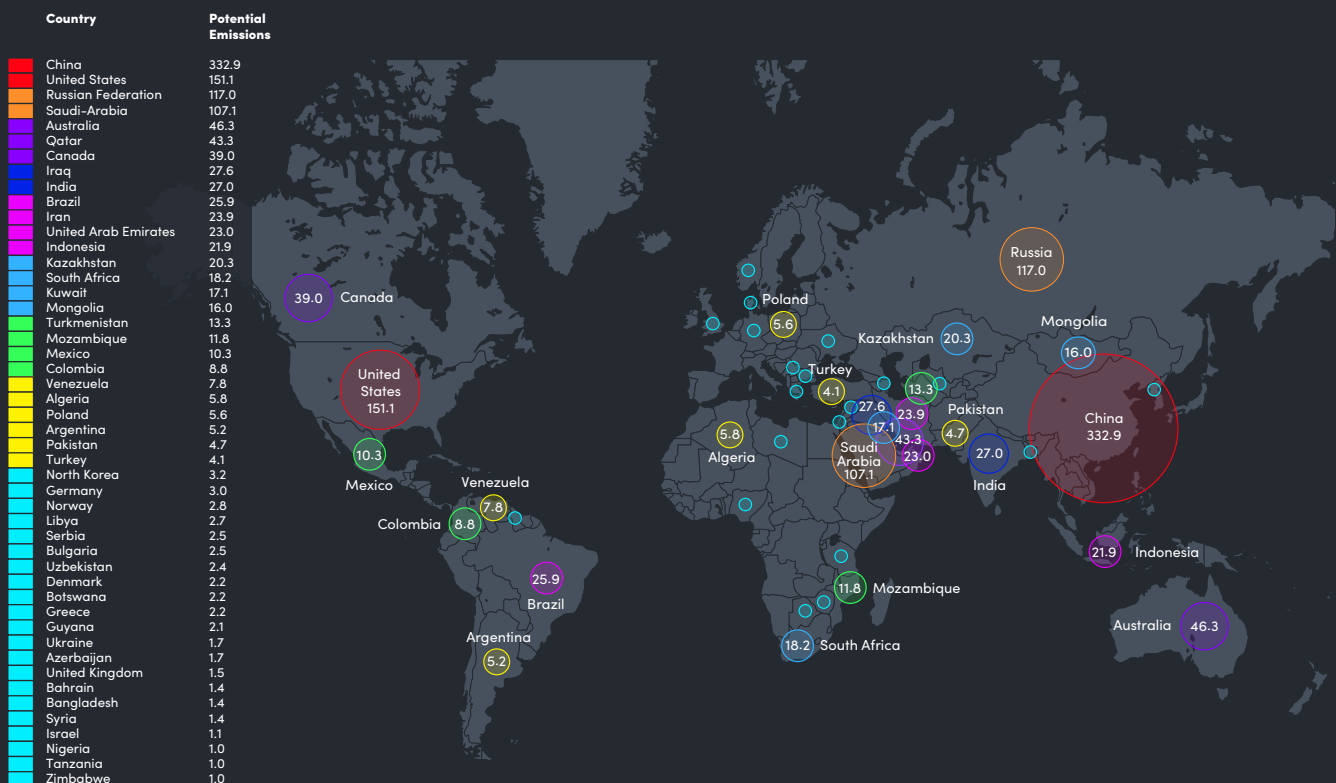 Country Potential
Emissions
China 332.9
United States 151.1
Russian Federation 117.0
Saudi-Arabia 107.1
Australia 46.3
Qatar 43.3
Canada 39.0
Iraq 27.6
India 27.0
Brazil 25.9
Iran 23.9
United Arab Emirates 23.0
Indonesia 21.9
Kazakhstan 20.3
South Africa 18.2
Kuwait 17.1
Mongolia 16.0
Turkmenistan 13.3
Mozambique 11.8
Mexico 10.3
Colombia 8.8
Venezuela 7.8
Algeria 5.8
Poland 5.6
Argentina 5.2
Pakistan 4.7
Turkey 4.1
North Korea 3.2
Germany 3.0
Norway 2.8
Libya 2.7
Serbia 2.5
Bulgaria 2.5
Uzbekistan 2.4
Denmark 2.2
Botswana 2.2
Greece 2.2
Guyana 2.1
Ukraine 1.7
Azerbaijan 1.7
United Kingdom 1.5
Bahrain 1.4
Bangladesh 1.4
Syria 1.4
Israel 1.1
Nigeria 1.0
Tanzania 1.0
Zimbabwe 1.0
39.0 Canada
United
States
151.1
10.3
Mexico
Venezuela
7.8
Colombia 8.8
25.9
Brazil
Argentina
5.2
Poland
5.6
Turkey
4.1
5.8
Algeria
Russia
117.0
Kazakhstan 20.3
Mongolia
16.0
13.3
27.6
23.9
17.1
43.3
23.0
Saudi
Arabia
107.1
Pakistan
4.7
27.0
India
China
332.9
21.9 Indonesia
11.8 Mozambique
18.2 South Africa
Australia 46.3